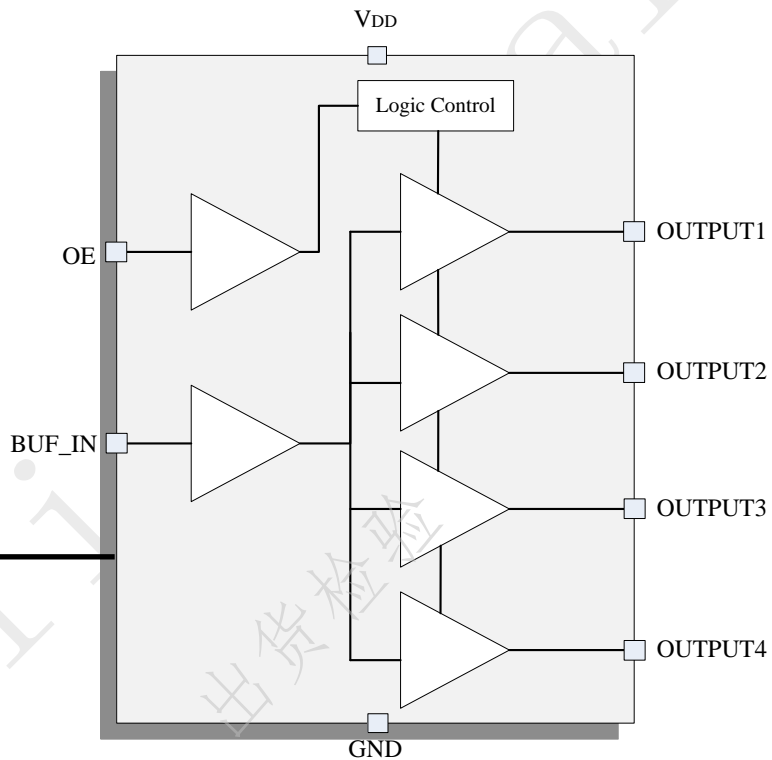 VDD
Logic Control
OE
OUTPUT1
OUTPUT2
BUF_IN
OUTPUT3
OUTPUT4
GND
出货检验